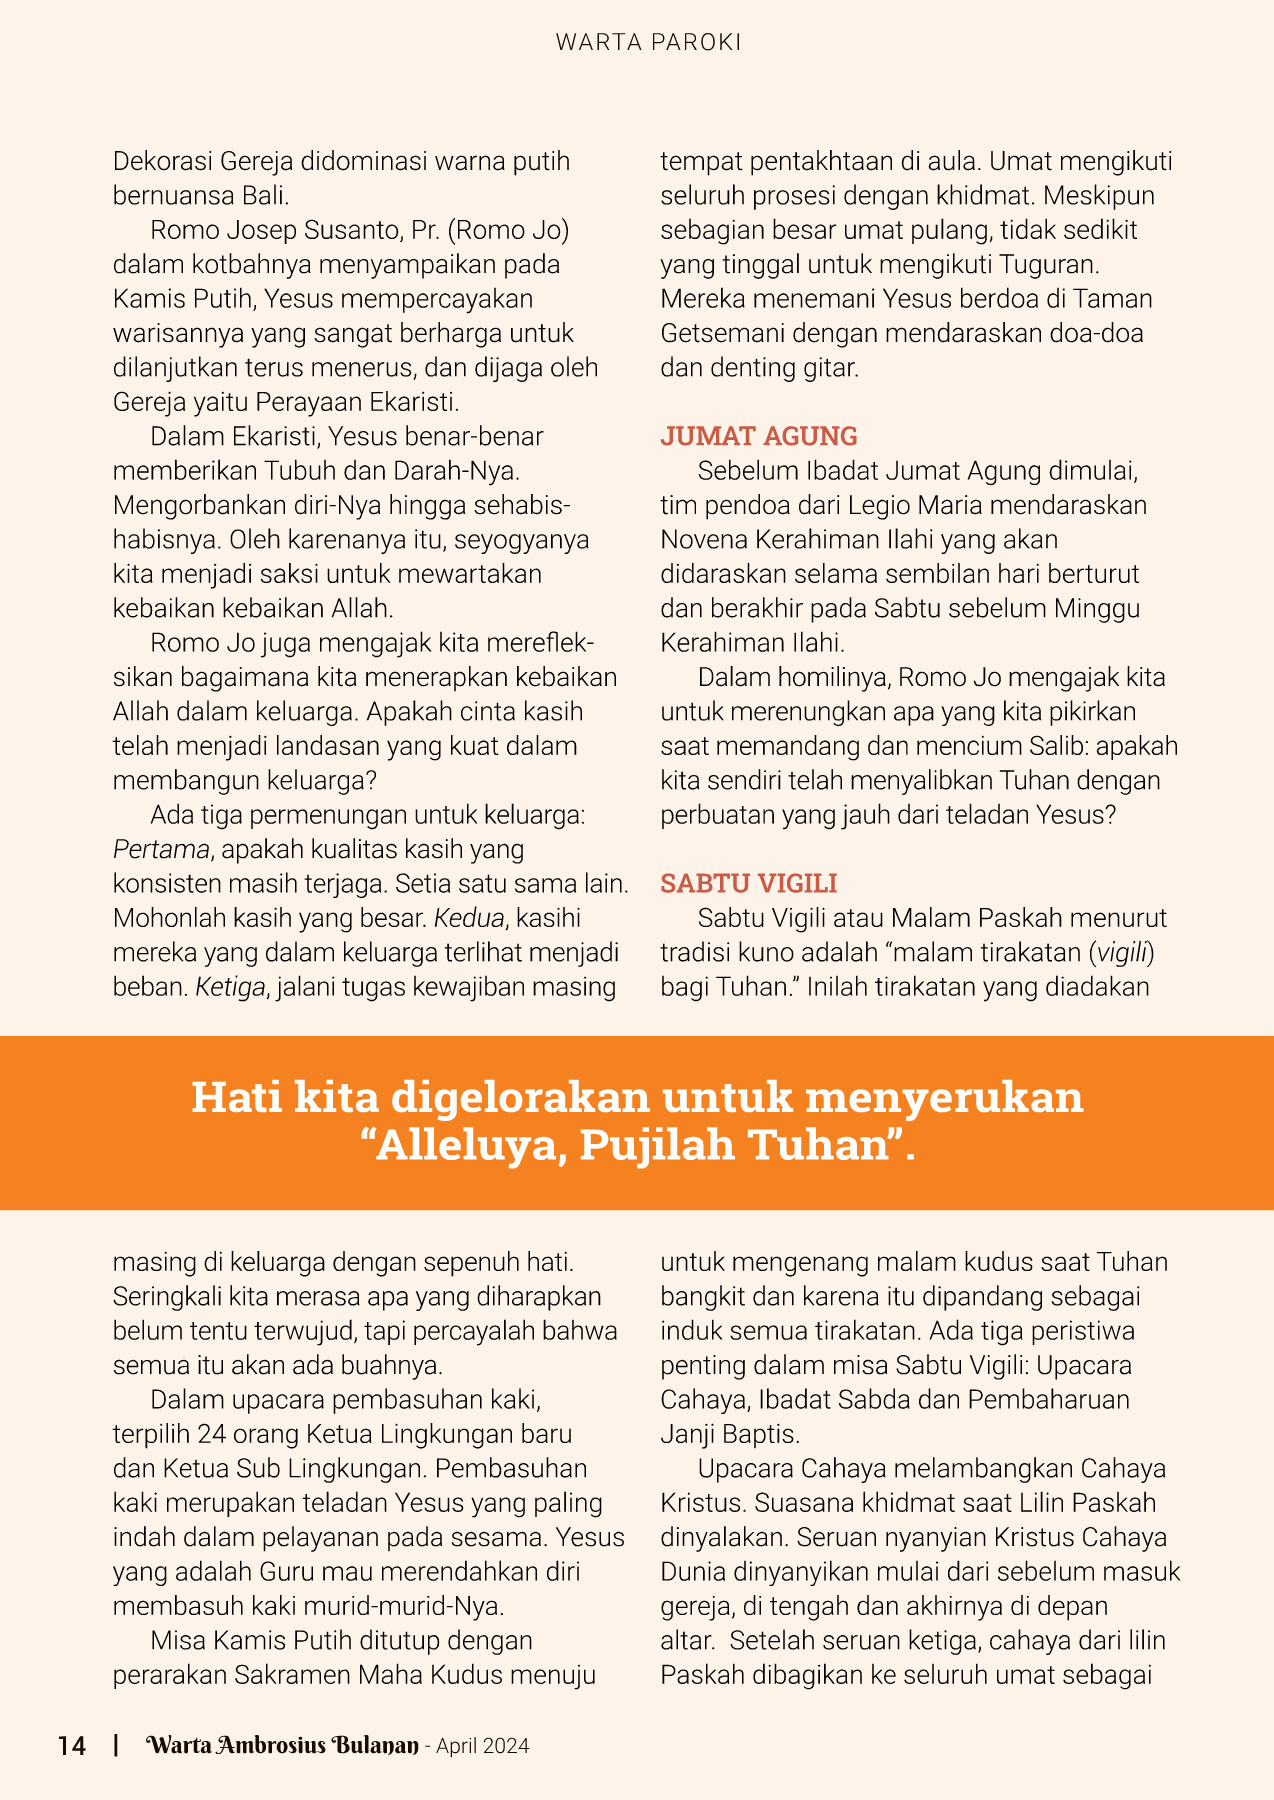 WARTA PAROKI
Dekorasi Gereja didominasi warna putih
bernuansa Bali.
Romo Josep Susanto, Pr. (Romo Jo)
dalam kotbahnya menyampaikan pada
Kamis Putih, Yesus mempercayakan
warisannya yang sangat berharga untuk
dilanjutkan terus menerus, dan dijaga oleh
Gereja yaitu Perayaan Ekaristi.
Dalam Ekaristi, Yesus benar-benar
memberikan Tubuh dan Darah-Nya.
Mengorbankan diri-Nya hingga sehabis-
habisnya. Oleh karenanya itu, seyogyanya
kita menjadi saksi untuk mewartakan
kebaikan kebaikan Allah.
Romo Jo juga mengajak kita mereflek-
sikan bagaimana kita menerapkan kebaikan
Allah dalam keluarga. Apakah cinta kasih
telah menjadi landasan yang kuat dalam
membangun keluarga?
Ada tiga permenungan untuk keluarga:
Pertama, apakah kualitas kasih yang
konsisten masih terjaga. Setia satu sama lain.
Mohonlah kasih yang besar. Kedua, kasihi
mereka yang dalam keluarga terlihat menjadi
beban. Ketiga, jalani tugas kewajiban masing
masing di keluarga dengan sepenuh hati.
Seringkali kita merasa apa yang diharapkan
belum tentu terwujud, tapi percayalah bahwa
semua itu akan ada buahnya.
Dalam upacara pembasuhan kaki,
terpilih 24 orang Ketua Lingkungan baru
dan Ketua Sub Lingkungan. Pembasuhan
kaki merupakan teladan Yesus yang paling
indah dalam pelayanan pada sesama. Yesus
yang adalah Guru mau merendahkan diri
membasuh kaki murid-murid-Nya.
Misa Kamis Putih ditutup dengan
perarakan Sakramen Maha Kudus menuju
tempat pentakhtaan di aula. Umat mengikuti
seluruh prosesi dengan khidmat. Meskipun
sebagian besar umat pulang, tidak sedikit
yang tinggal untuk mengikuti Tuguran.
Mereka menemani Yesus berdoa di Taman
Getsemani dengan mendaraskan doa-doa
dan denting gitar.
JUMAT AGUNG
Sebelum Ibadat Jumat Agung dimulai,
tim pendoa dari Legio Maria mendaraskan
Novena Kerahiman Ilahi yang akan
didaraskan selama sembilan hari berturut
dan berakhir pada Sabtu sebelum Minggu
Kerahiman Ilahi.
Dalam homilinya, Romo Jo mengajak kita
untuk merenungkan apa yang kita pikirkan
saat memandang dan mencium Salib: apakah
kita sendiri telah menyalibkan Tuhan dengan
perbuatan yang jauh dari teladan Yesus?
SABTU VIGILI
Sabtu Vigili atau Malam Paskah menurut
tradisi kuno adalah “malam tirakatan (vigili)
bagi Tuhan.” Inilah tirakatan yang diadakan
untuk mengenang malam kudus saat Tuhan
bangkit dan karena itu dipandang sebagai
induk semua tirakatan. Ada tiga peristiwa
penting dalam misa Sabtu Vigili: Upacara
Cahaya, Ibadat Sabda dan Pembaharuan
Janji Baptis.
Upacara Cahaya melambangkan Cahaya
Kristus. Suasana khidmat saat Lilin Paskah
dinyalakan. Seruan nyanyian Kristus Cahaya
Dunia dinyanyikan mulai dari sebelum masuk
gereja, di tengah dan akhirnya di depan
altar.  Setelah seruan ketiga, cahaya dari lilin
Paskah dibagikan ke seluruh umat sebagai
Hati kita digelorakan untuk menyerukan
“Alleluya, Pujilah Tuhan”.
14 | Warta Ambrosius Bulanan - April 2024